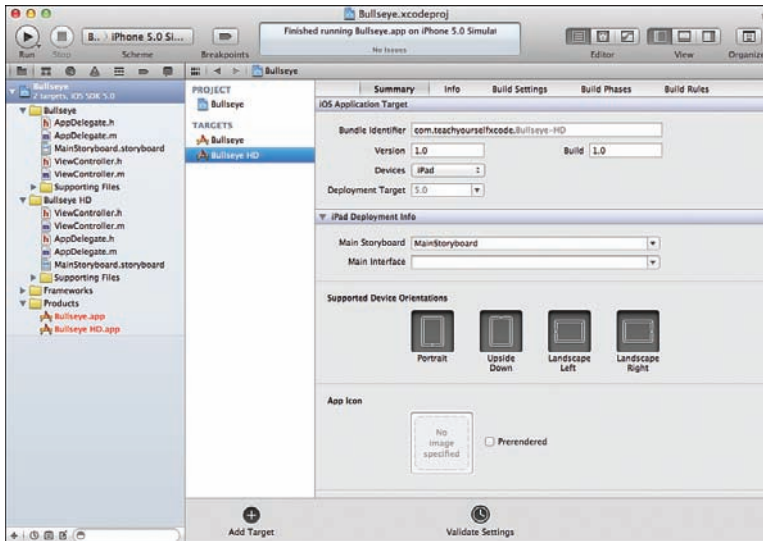 Bullseye.xcodeproj
Run
Stop
B... iPhone 5.0 Si...
Scheme
Breakpoints
Finished running Bullseye.app on iPhone 5.0 Simulat
No Issues
Editor
View
Organize
Bullseye
Bullseye
2 targets, iOS SDK 5.0
Bullseye
h AppDelegate.h
m AppDelegate.m
MainStoryboard.storyboard
h ViewController.h
m ViewController.m
Supporting Files
Bullseye HD
h ViewController.h
m ViewController.m
h AppDelegate.h
m AppDelegate.m
MainStoryboard.storyboard
Supporting Files
Frameworks
Products
Bullseye.app
Bullseye HD.app
PROJECT
Bullseye
TARGETS
Bullseye
Bullseye HD
Summary
Info
Build Settings
Build Phases
Build Rules
iOS Application Target
Bundle Identifier com.teachyourselfxcode.Bullseye-HD
Version 1.0 Build 1.0
Devices iPad
Deployment Target 5.0
iPad Deployment Info
Main Storyboard MainStoryboard
Main Interface
Supported Device Orientations
Portrait
Upside Down
Landscape Left
Landscape Right
App Icon
No image specified
Prerendered
Add Target
Validate Settings